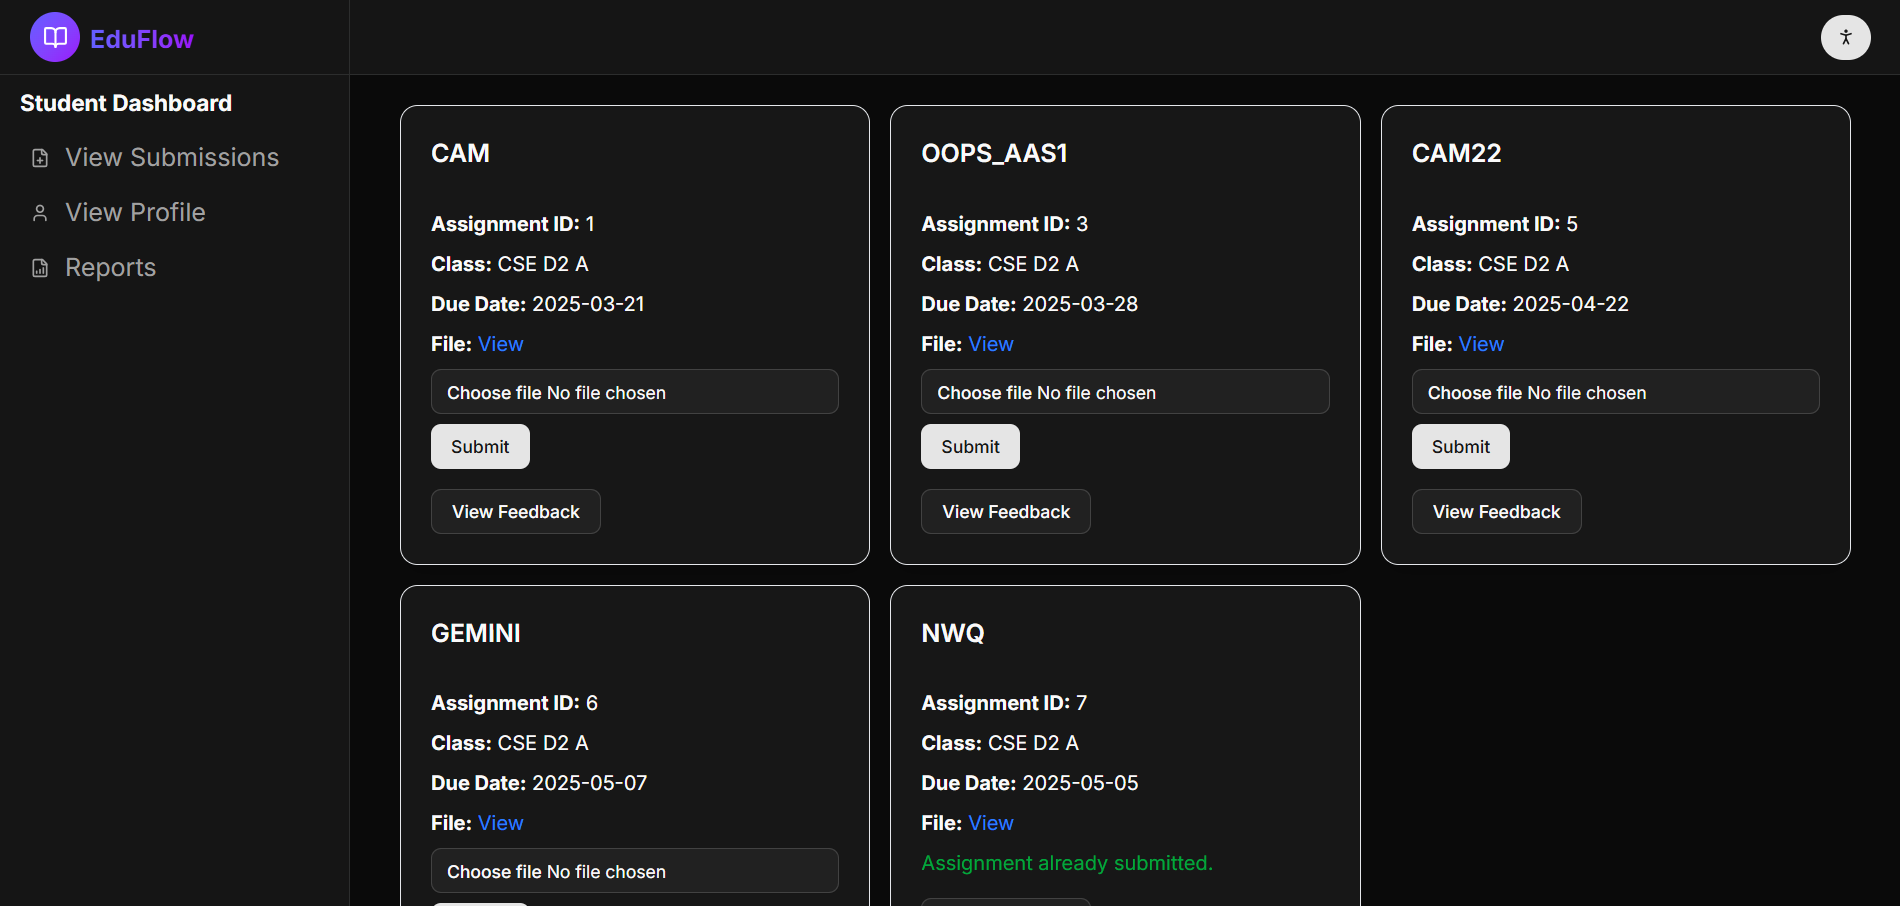 EduFlow
Student Dashboard
View Submissions
View Profile
Reports
CAM
Assignment ID: 1
Class: CSE D2 A
Due Date: 2025-03-21
File: View
Choose file No file chosen
Submit
View Feedback
OOPS_AAS1
Assignment ID: 3
Class: CSE D2 A
Due Date: 2025-03-28
File: View
Choose file No file chosen
Submit
View Feedback
CAM22
Assignment ID: 5
Class: CSE D2 A
Due Date: 2025-04-22
File: View
Choose file No file chosen
Submit
View Feedback
GEMINI
Assignment ID: 6
Class: CSE D2 A
Due Date: 2025-05-07
File: View
Choose file No file chosen
NWQ
Assignment ID: 7
Class: CSE D2 A
Due Date: 2025-05-05
File: View
Assignment already submitted.